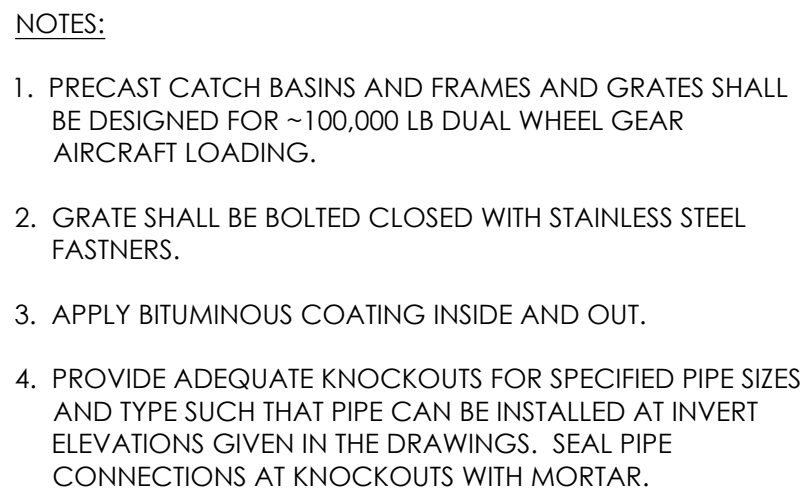 NOTES:
1. PRECAST CATCH BASINS AND FRAMES AND GRATES SHALL
BE DESIGNED FOR ~100,000 LB DUAL WHEEL GEAR
AIRCRAFT LOADING.
2. GRATE SHALL BE BOLTED CLOSED WITH STAINLESS STEEL
FASTNERS.
3. APPLY BITUMINOUS COATING INSIDE AND OUT.
4. PROVIDE ADEQUATE KNOCKOUTS FOR SPECIFIED PIPE SIZES
AND TYPE SUCH THAT PIPE CAN BE INSTALLED AT INVERT
ELEVATIONS GIVEN IN THE DRAWINGS. SEAL PIPE
CONNECTIONS AT KNOCKOUTS WITH MORTAR.